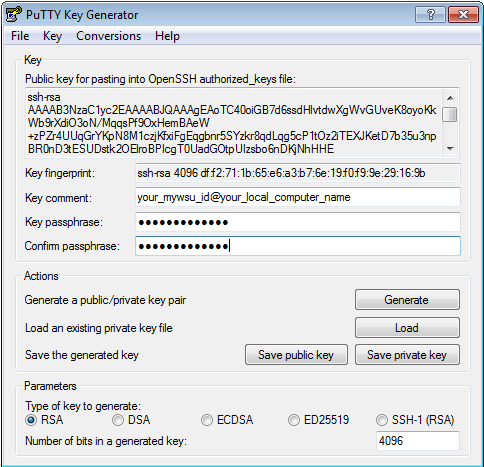 PuTTY Key Generator
File Key Conversions Help
Key
Public key for pasting into OpenSSH authorized_keys file:
ssh-rsa
AAAAB3NzaC1yc2EAAAABJQAAAgEAoTC40oiGB7d6ssdHlvtdwXgWvGUveK8oyoKk
Wb9rXdiO3oN/MqqsPf9OxHemBAeW
+zPZr4UUqGrYKpN8M1czjKfxiFgEqgbnr5SYzkr8qdLqg5cP1tOz2iTEXJKetD7b35u3np
BR0nD3tESUDstk2OElroBPlcgT0UadGOtpUIzsbo6nDKjNhHHE
Key fingerprint: ssh-rsa 4096 df:f2:71:1b:65:e6:a3:b7:6e:19:f0:f9:9e:29:16:9b
Key comment: your_mywsu_id@your_local_computer_name
Key passphrase: ●●●●●●●●●●●●●
Confirm passphrase: ●●●●●●●●●●●●●
Actions
Generate a public/private key pair Generate
Load an existing private key file Load
Save the generated key Save public key Save private key
Parameters
Type of key to generate:
RSA DSA ECDSA ED25519 SSH-1 (RSA)
Number of bits in a generated key: 4096